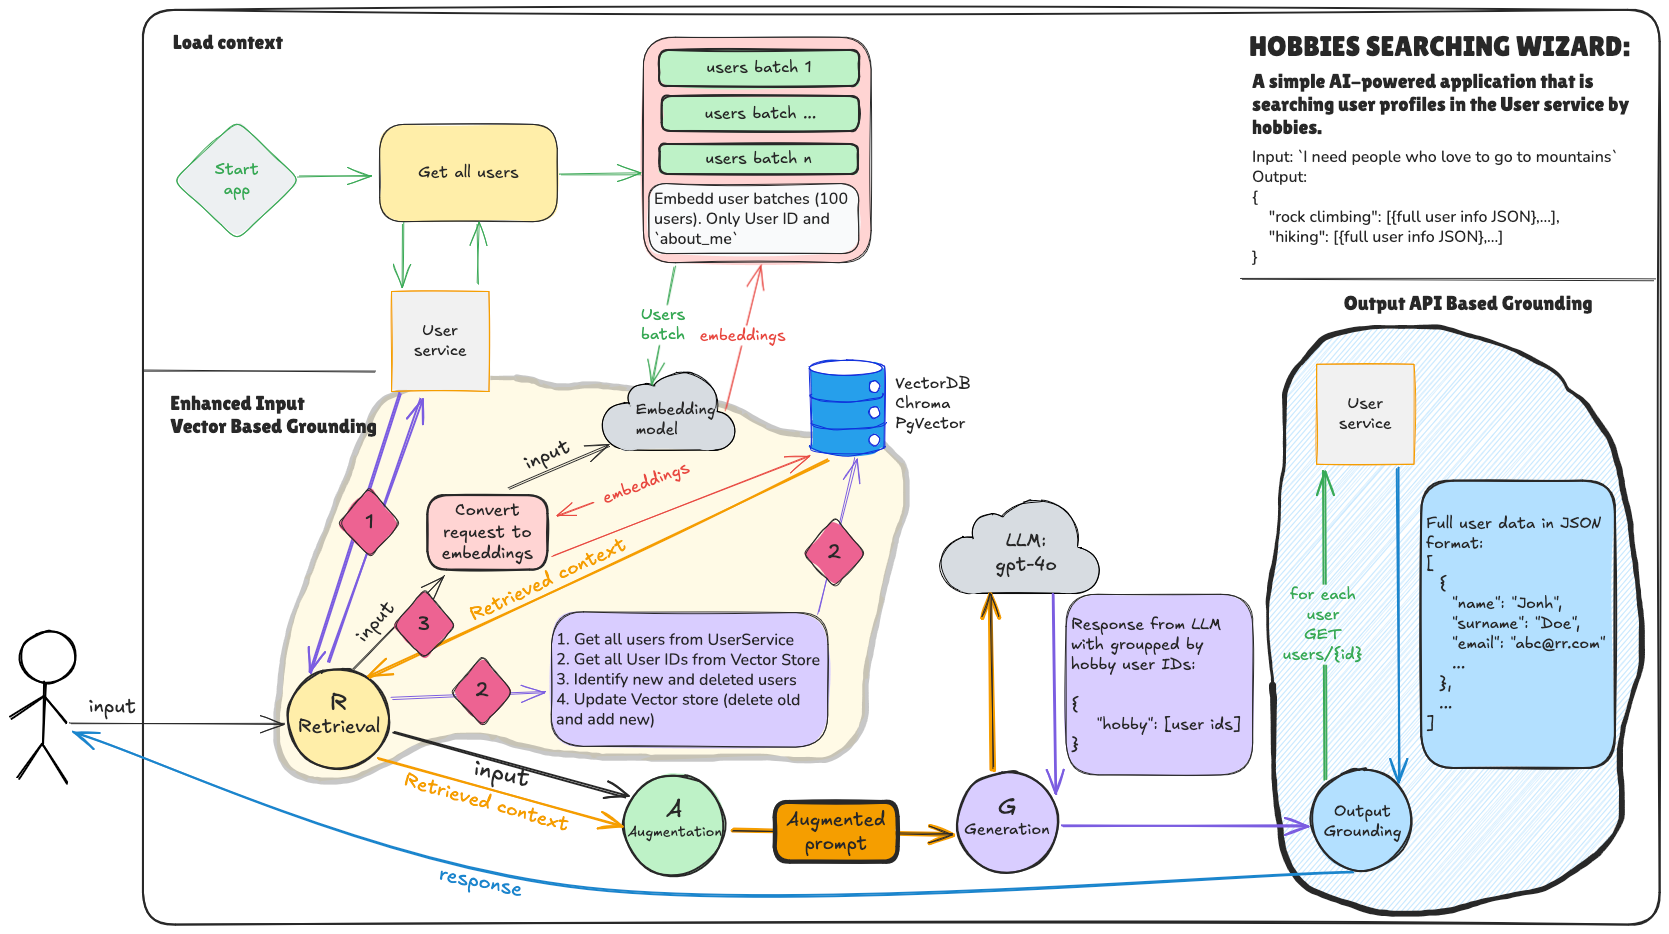 Load context
HOBBIES SEARCHING WIZARD:
A simple AI-powered application that is
searching user profiles in the User service by
hobbies.
Input: `I need people who love to go to mountains`
Output:
{
"rock climbing": [{full user info JSON},...],
"hiking": [{full user info JSON},...]
}
users batch 1
users batch ...
users batch n
Embedd user batches (100
users). Only User ID and
`about_me`
Start
app
Get all users
User
service
Users
batch
embeddings
Output API Based Grounding
Enhanced Input
Vector Based Grounding
Embedding
model
VectorDB
Chroma
PgVector
User
service
input
embeddings
1
Convert
request to
embeddings
2
Retrieved context
input
3
LLM:
gpt-4o
Full user data in JSON
format:
[
{
"name": "Jonh",
"surname": "Doe",
"email": "abc@rr.com"
...
},
...
]
for each
user
GET
users/{id}
Response from LLM
with groupped by
hobby user IDs:
{
"hobby": [user ids]
}
1. Get all users from UserService
2. Get all User IDs from Vector Store
3. Identify new and deleted users
4. Update Vector store (delete old
and add new)
2
R
Retrieval
input
input
Retrieved context
A
Augmentation
Augmented
prompt
G
Generation
Output
Grounding
response